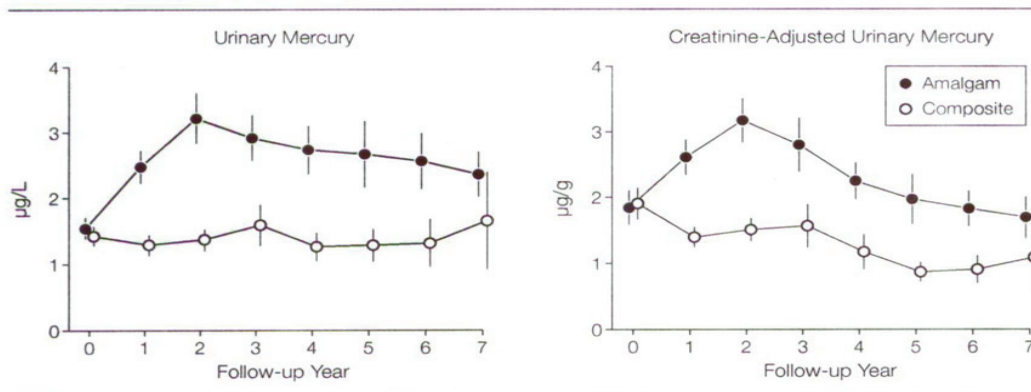 Urinary Mercury
4
3
2
1
0
µg/L
0 1 2 3 4 5 6 7
Follow-up Year
Creatinine-Adjusted Urinary Mercury
4
3
2
1
0
µg/g
Amalgam
Composite
0 1 2 3 4 5 6 7
Follow-up Year